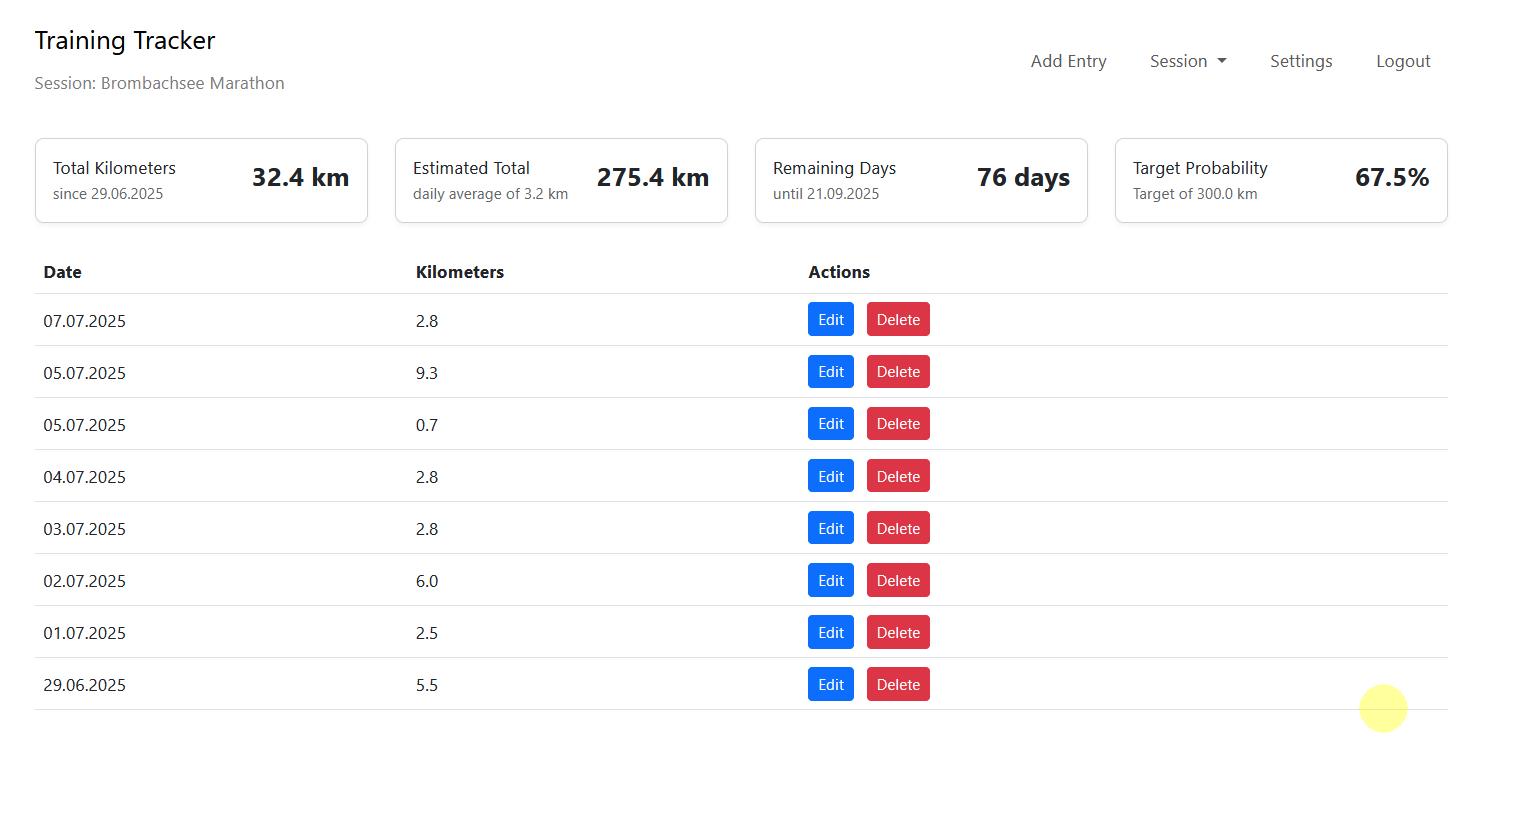 Training Tracker
Session: Brombachsee Marathon
Add Entry Session Settings Logout
Total Kilometers
since 29.06.2025
32.4 km
Estimated Total
daily average of 3.2 km
275.4 km
Remaining Days
until 21.09.2025
76 days
Target Probability
Target of 300.0 km
67.5%
Date Kilometers Actions
07.07.2025 2.8 Edit Delete
05.07.2025 9.3 Edit Delete
05.07.2025 0.7 Edit Delete
04.07.2025 2.8 Edit Delete
03.07.2025 2.8 Edit Delete
02.07.2025 6.0 Edit Delete
01.07.2025 2.5 Edit Delete
29.06.2025 5.5 Edit Delete